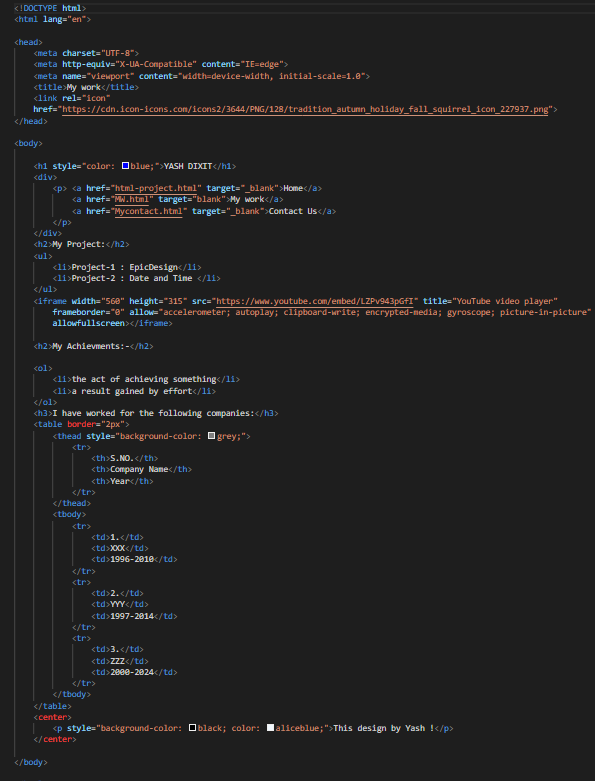 <!DOCTYPE html>
<html lang="en">
<head>
<meta charset="UTF-8">
<meta http-equiv="X-UA-Compatible" content="IE=edge">
<meta name="viewport" content="width=device-width, initial-scale=1.0">
<title>My work</title>
<link rel="icon"
href="https://cdn.icon-icons.com/icons2/3644/PNG/128/tradition_autumn_holiday_fall_squirrel_icon_227937.png">
</head>
<body>
<h1 style="color: blue;">YASH DIXIT</h1>
<div>
<p> <a href="html-project.html" target="_blank">Home</a>
<a href="MW.html" target="blank">My work</a>
<a href="Mycontact.html" target="_blank">Contact Us</a>
</p>
</div>
<h2>My Project:</h2>
<ul>
<li>Project-1 : EpicDesign</li>
<li>Project-2 : Date and Time </li>
</ul>
<iframe width="560" height="315" src="https://www.youtube.com/embed/LZPv943pGfI" title="YouTube video player"
frameborder="0" allow="accelerometer; autoplay; clipboard-write; encrypted-media; gyroscope; picture-in-picture"
allowfullscreen></iframe>
<h2>My Achievments:-</h2>
<ol>
<li>the act of achieving something</li>
<li>a result gained by effort</li>
</ol>
<h3>I have worked for the following companies:</h3>
<table border="2px">
<thead style="background-color: grey;">
<tr>
<th>S.NO.</th>
<th>Company Name</th>
<th>Year</th>
</tr>
</thead>
<tbody>
<tr>
<td>1.</td>
<td>XXX</td>
<td>1996-2010</td>
</tr>
<tr>
<td>2.</td>
<td>YYY</td>
<td>1997-2014</td>
</tr>
<tr>
<td>3.</td>
<td>ZZZ</td>
<td>2000-2024</td>
</tr>
</tbody>
</table>
<center>
<p style="background-color: black; color: aliceblue;">This design by Yash !</p>
</center>
</body>